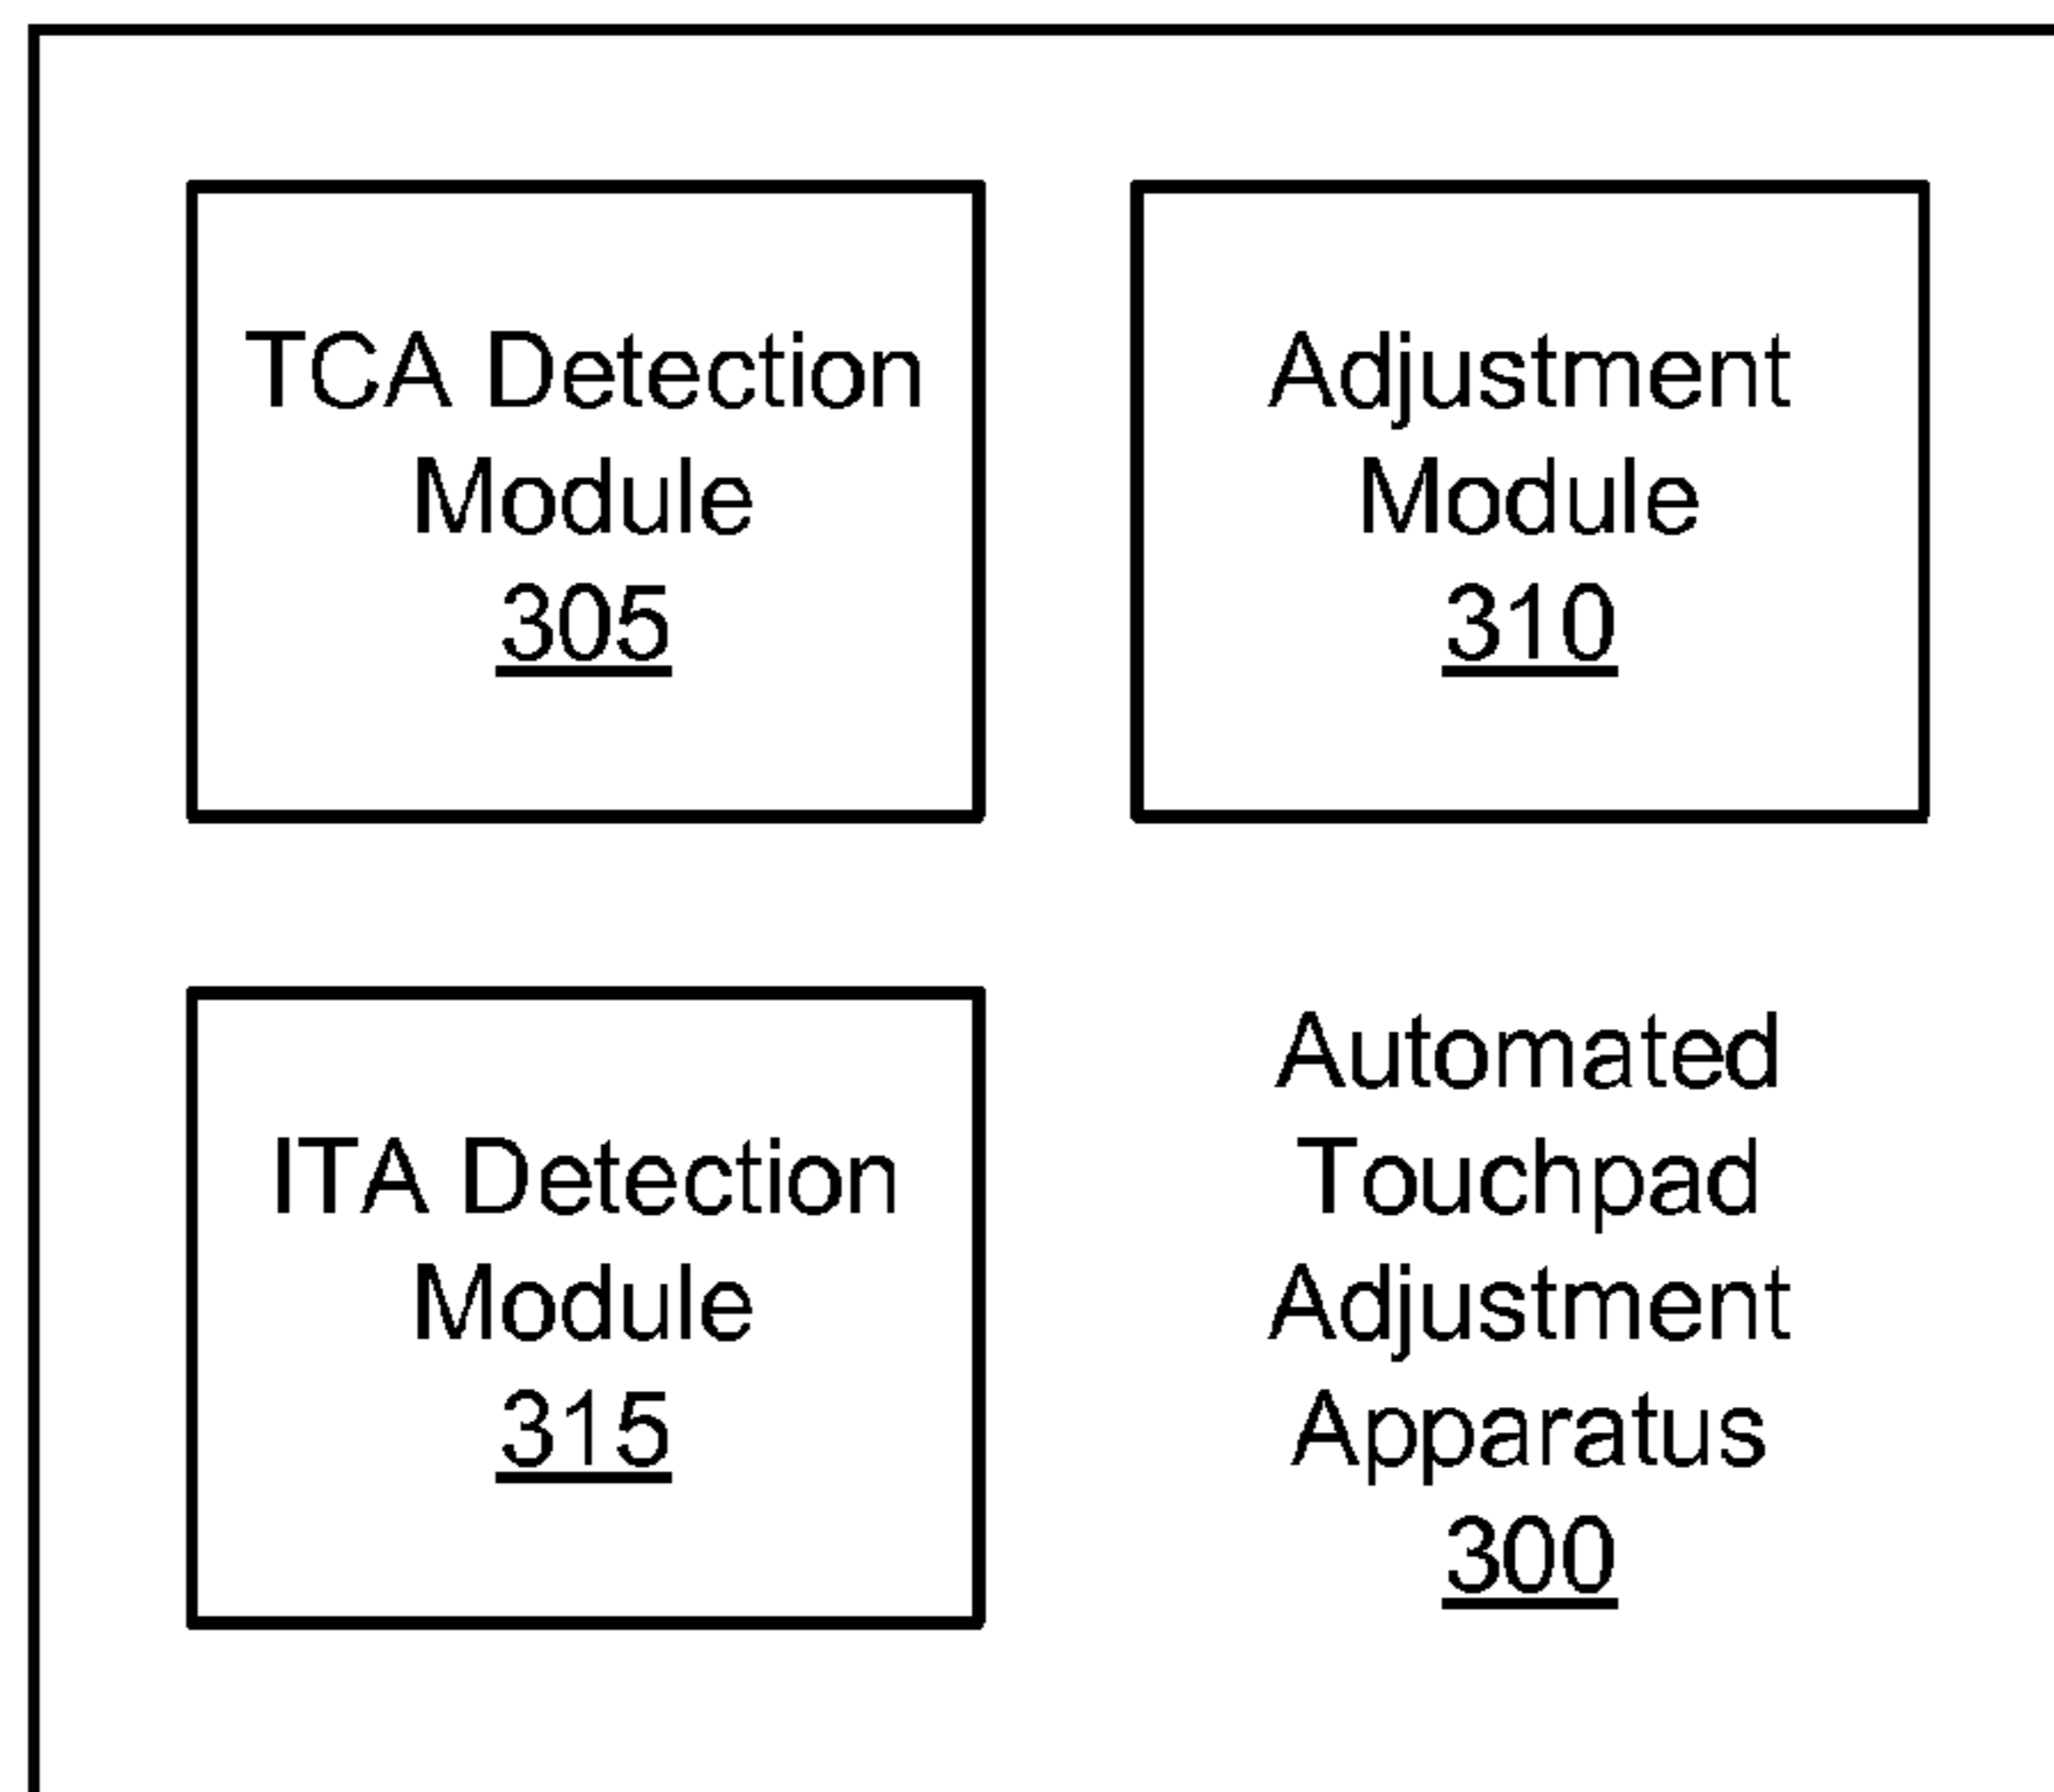 TCA Detection
Module
305
Adjustment
Module
310
ITA Detection
Module
315
Automated
Touchpad
Adjustment
Apparatus
300